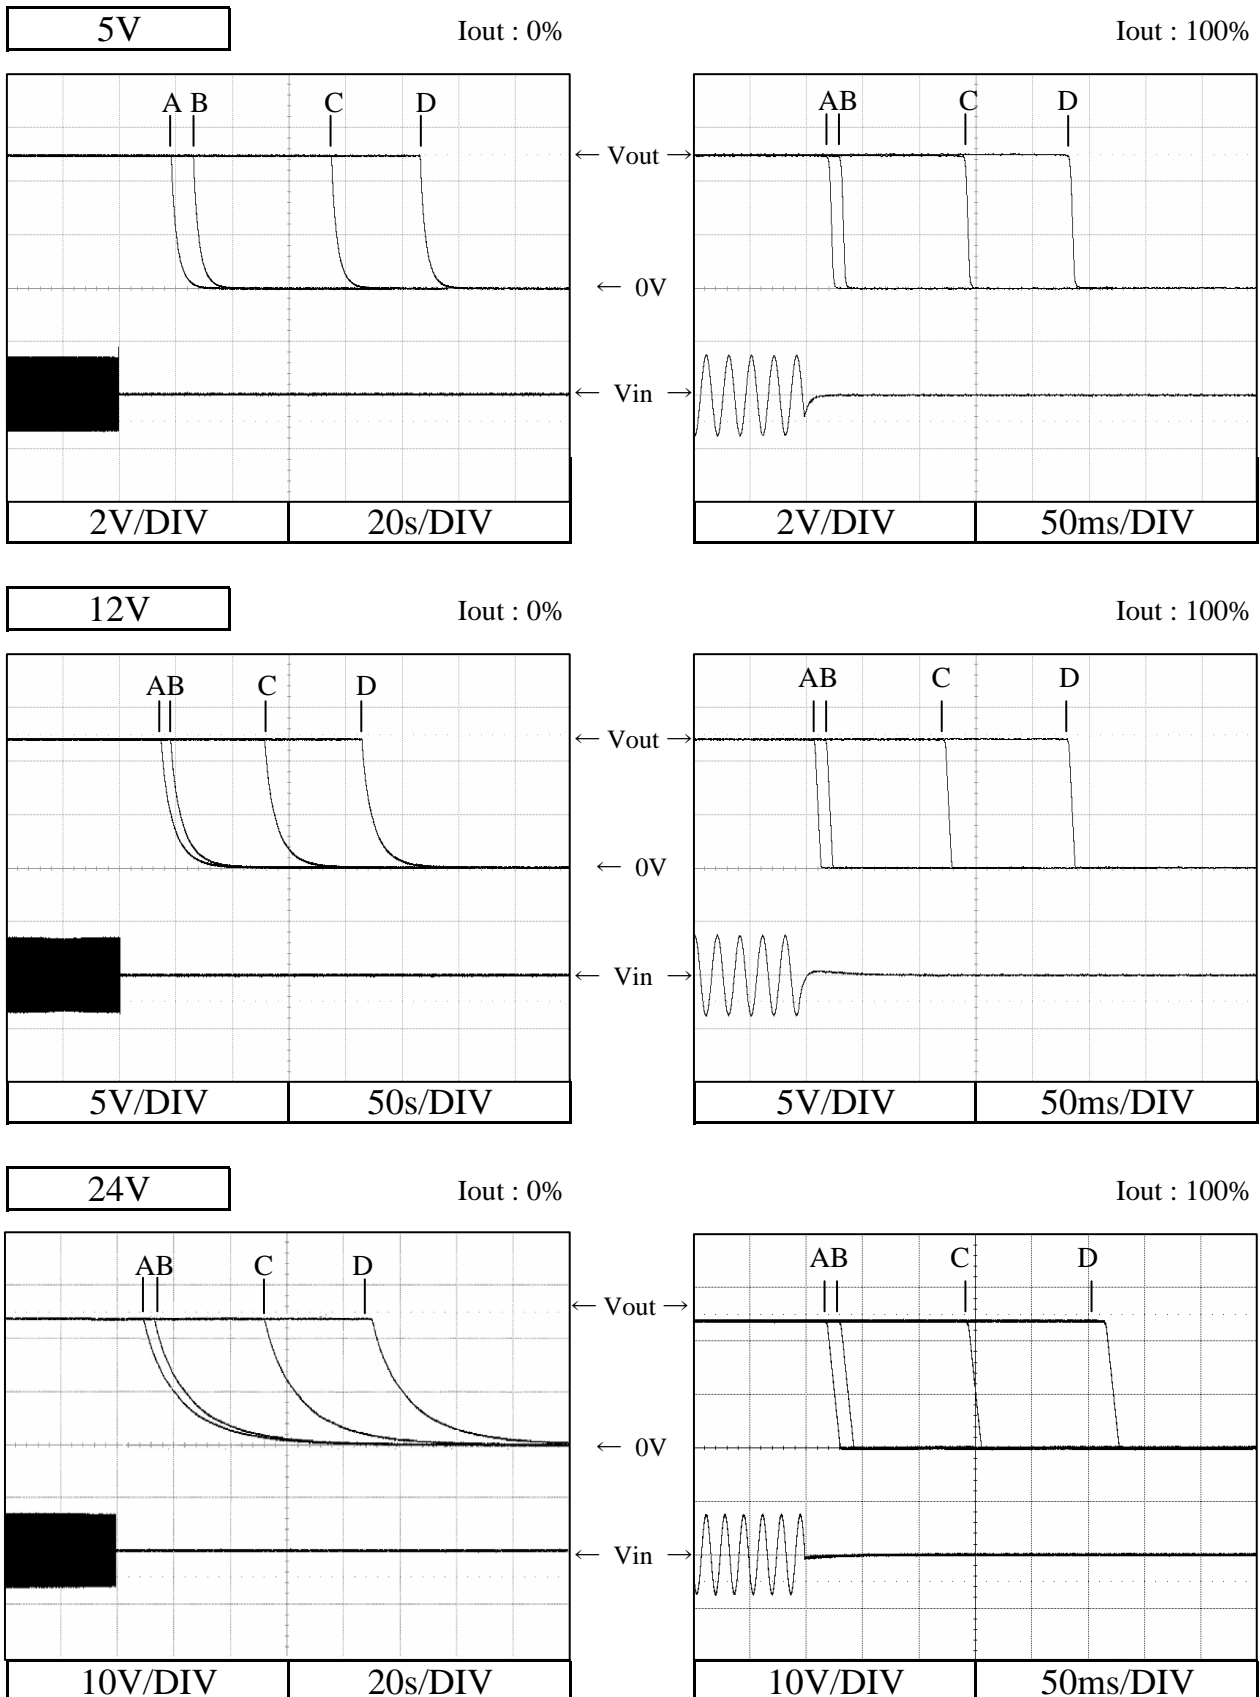 5V Iout : 0% Iout : 100%
A B C D AB C D
← Vout →
← 0V
← Vin →
2V/DIV 20s/DIV 2V/DIV 50ms/DIV
12V Iout : 0% Iout : 100%
AB C D AB C D
← Vout →
← 0V
← Vin →
5V/DIV 50s/DIV 5V/DIV 50ms/DIV
24V Iout : 0% Iout : 100%
AB C D AB C D
← Vout →
← 0V
← Vin →
10V/DIV 20s/DIV 10V/DIV 50ms/DIV